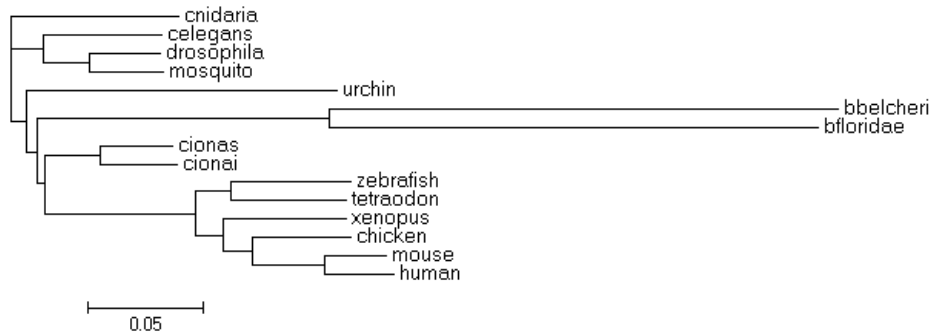 cnidaria
celegans
drosophila
mosquito
urchin
bbelcheri
bfloridae
cionas
cionai
zebrafish
tetraodon
xenopus
chicken
mouse
human
0.05